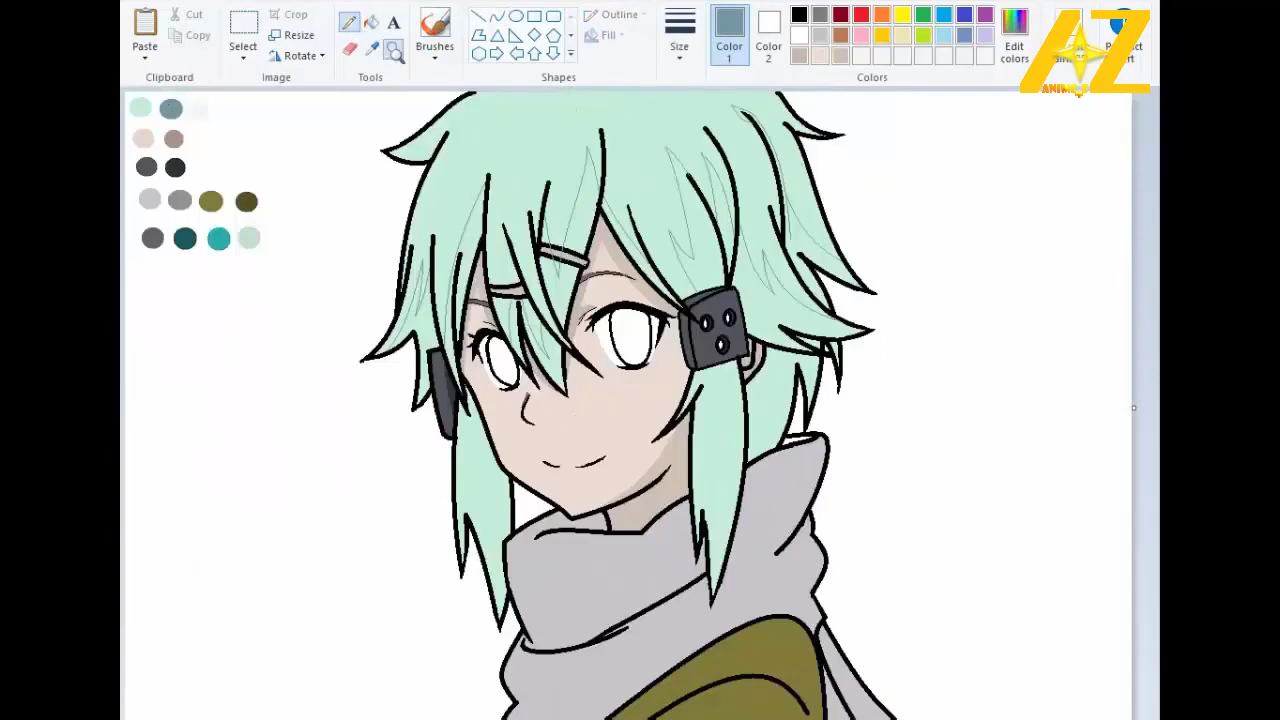 Paste
Cut
Copy
Clipboard
Select
Crop
Resize
Rotate
Image
A
Tools
Brushes
Outline
Fill
Shapes
Size
Color
1
Color
2
Edit
colors
Colors
AZ